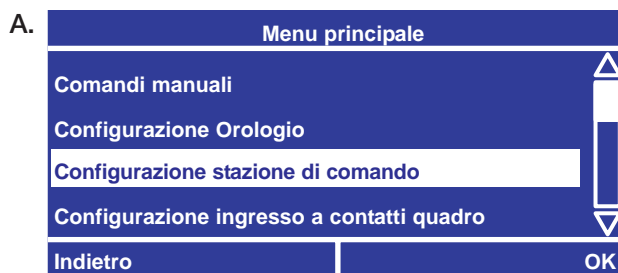 A.
Menu principale
Comandi manuali
Configurazione Orologio
Configurazione stazione di comando
Configurazione ingresso a contatti quadro
Indietro OK